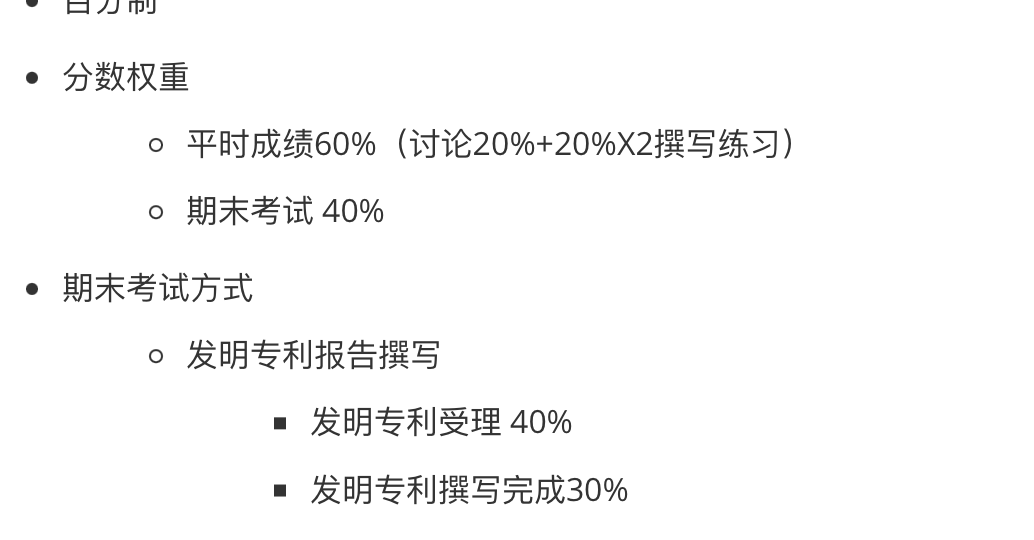 百分制
分数权重
平时成绩60%（讨论20%+20%X2撰写练习）
期末考试 40%
期末考试方式
发明专利报告撰写
发明专利受理 40%
发明专利撰写完成30%